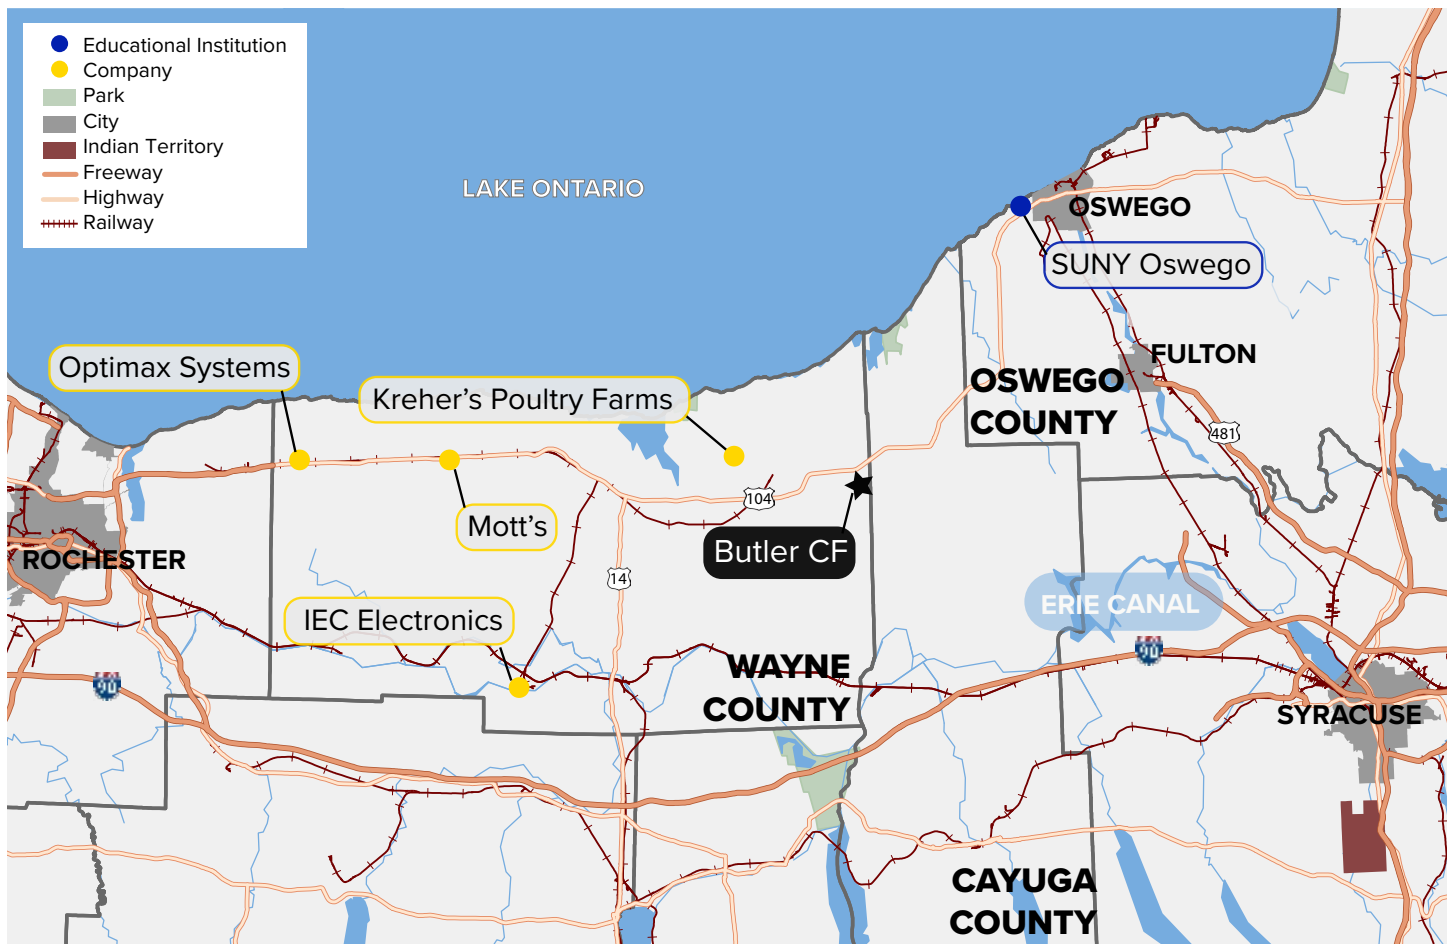 Educational Institution
Company
Park
City
Indian Territory
Freeway
Highway
Railway
LAKE ONTARIO
OSWEGO
SUNY Oswego
Optimax Systems
Kreher's Poultry Farms
FULTON
OSWEGO
COUNTY
481
104
Mott's
Butler CF
ROCHESTER
14
ERIE CANAL
IEC Electronics
90
90
WAYNE
COUNTY
SYRACUSE
CAYUGA
COUNTY